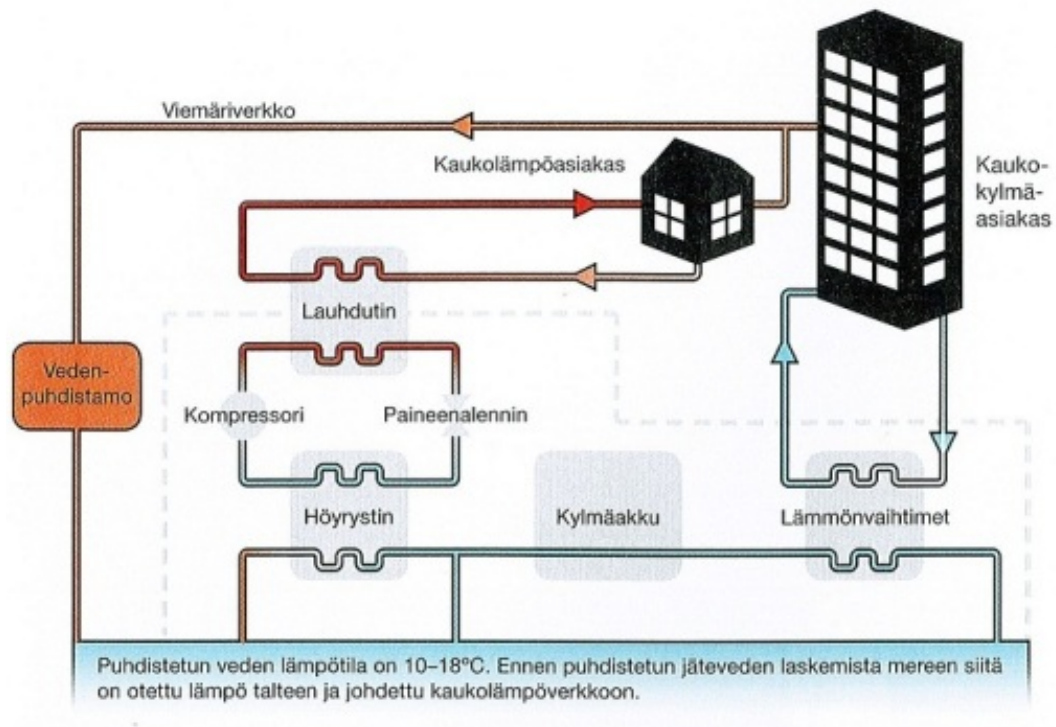 Viemäriverkko
Kaukolämpöasiakas
Kauko-
kylmä-
asiakas
Lauhdutin
Veden-
puhdistamo
Kompressori
Paineenalennin
Höyrystin
Kylmäakku
Lämmönvaihtimet
Puhdistetun veden lämpötila on 10–18ºC. Ennen puhdistetun jäteveden laskemista mereen siitä
on otettu lämpö talteen ja johdettu kaukolämpöverkkoon.